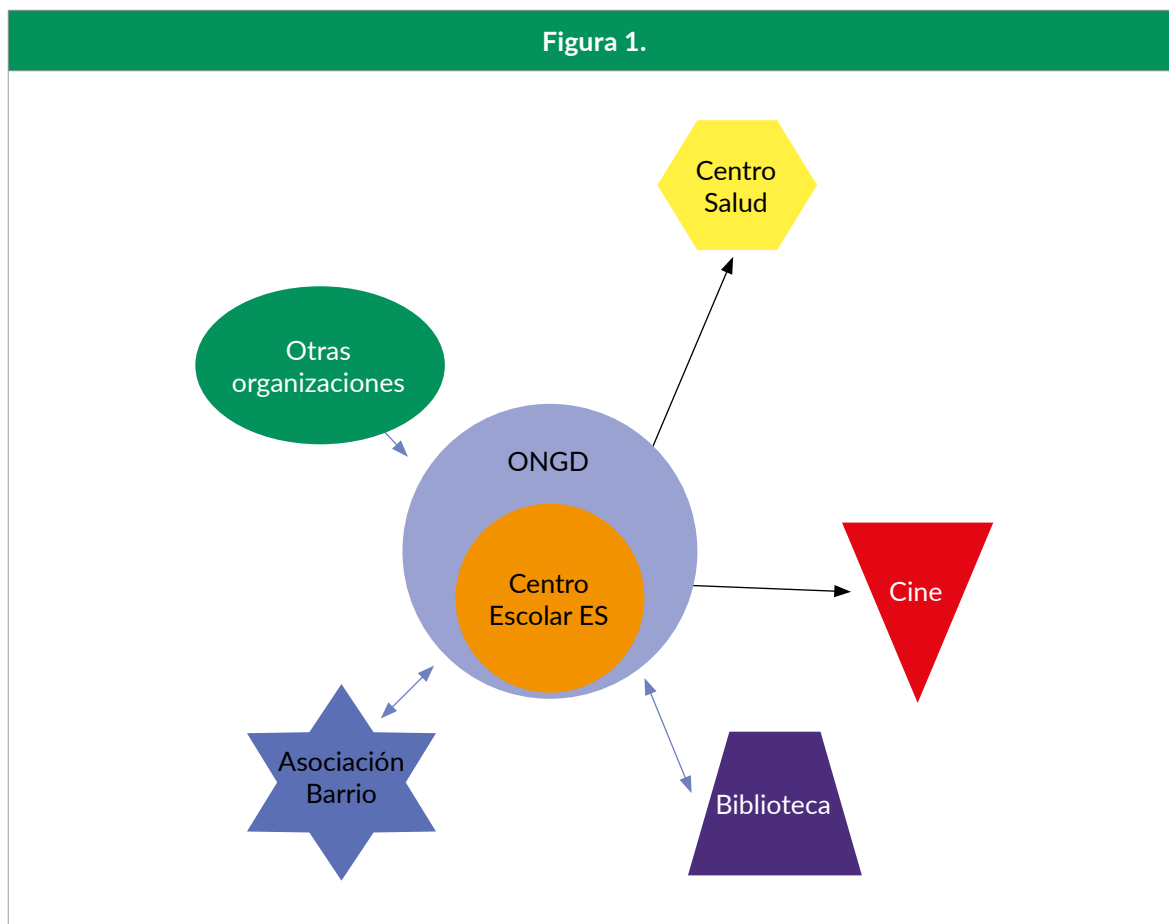 Figura 1.
Centro
Salud
Otras
organizaciones
ONGD
Centro
Escolar ES
Cine
Asociación
Barrio
Biblioteca